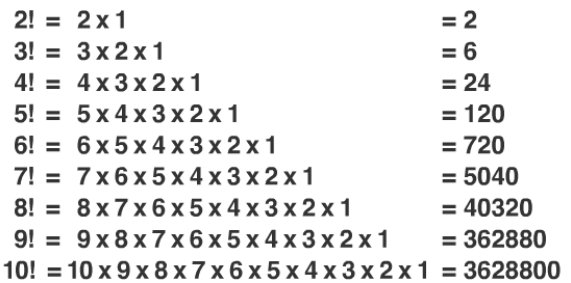 2! = 2 x 1 = 2
3! = 3 x 2 x 1 = 6
4! = 4 x 3 x 2 x 1 = 24
5! = 5 x 4 x 3 x 2 x 1 = 120
6! = 6 x 5 x 4 x 3 x 2 x 1 = 720
7! = 7 x 6 x 5 x 4 x 3 x 2 x 1 = 5040
8! = 8 x 7 x 6 x 5 x 4 x 3 x 2 x 1 = 40320
9! = 9 x 8 x 7 x 6 x 5 x 4 x 3 x 2 x 1 = 362880
10! = 10 x 9 x 8 x 7 x 6 x 5 x 4 x 3 x 2 x 1 = 3628800